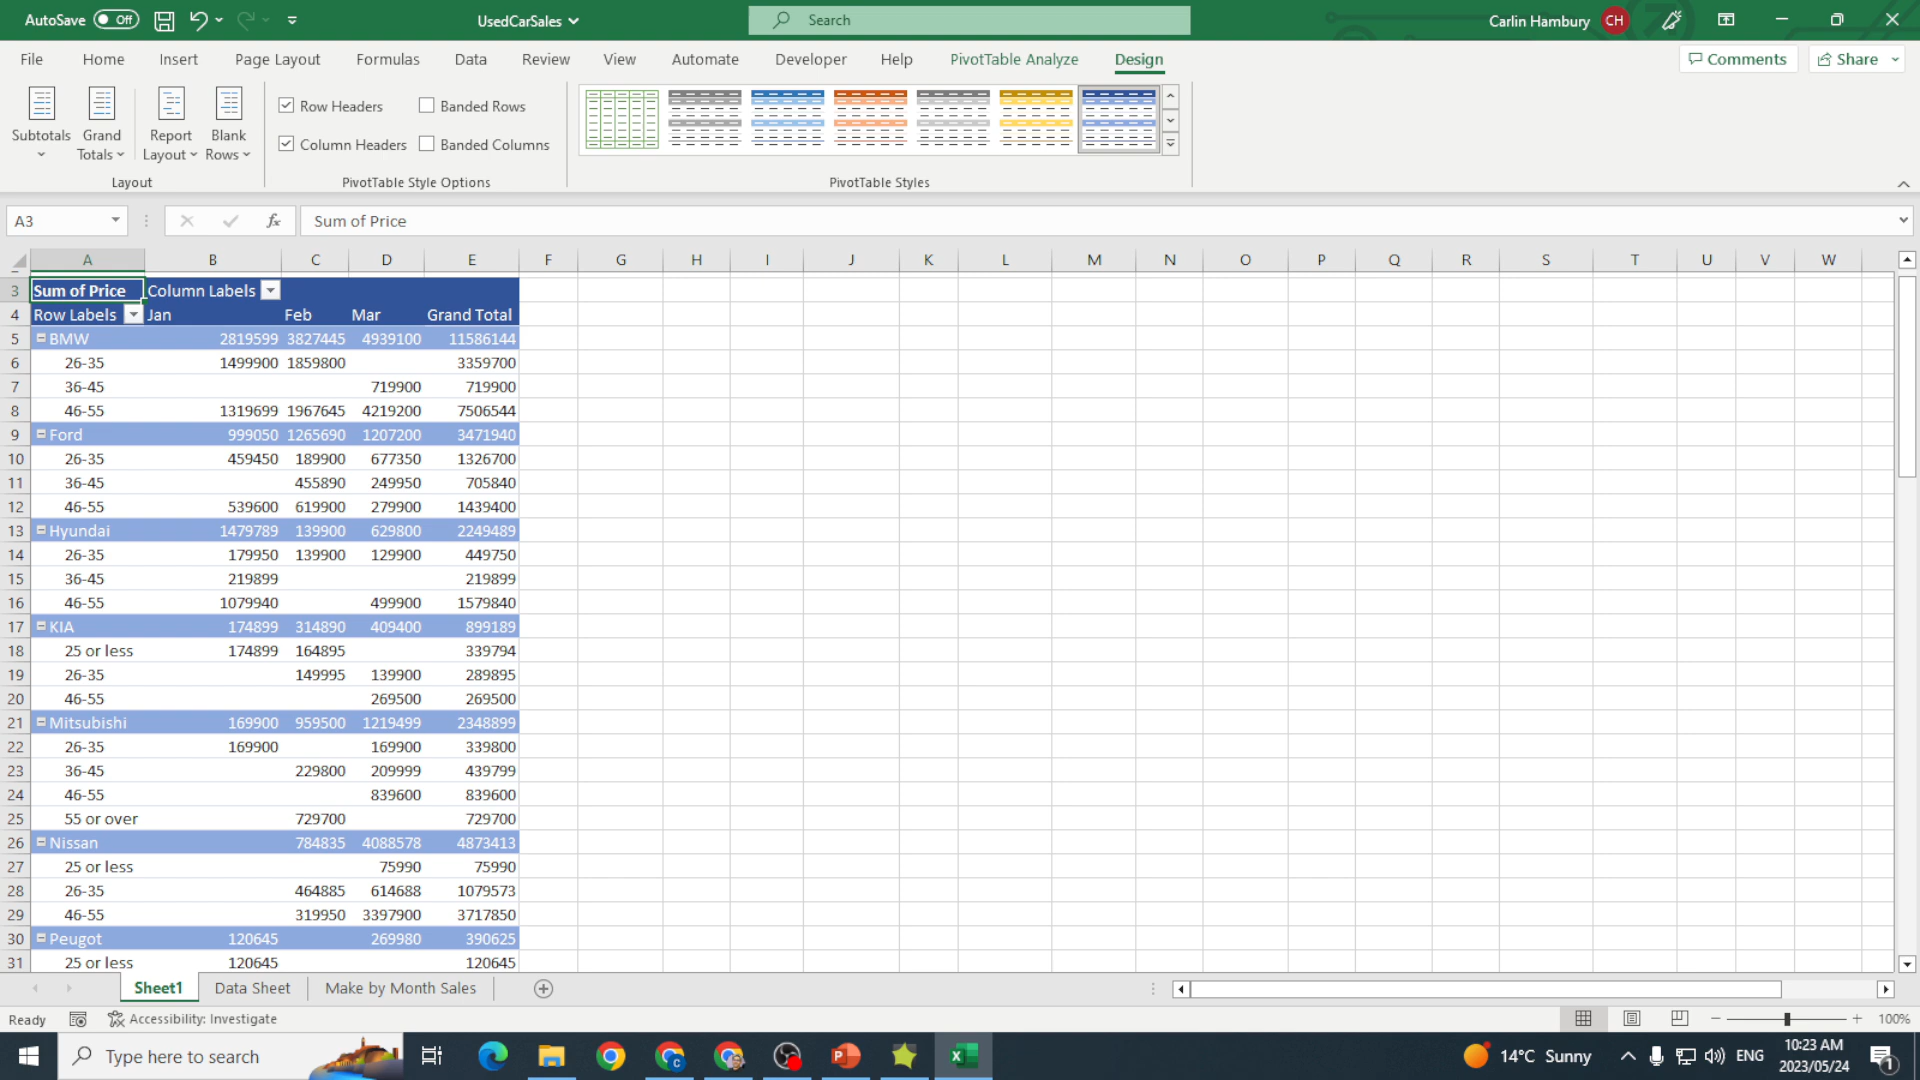 AutoSave Off UsedCarSales Search Carlin Hambury CH
File Home Insert Page Layout Formulas Data Review View Automate Developer Help PivotTable Analyze Design Comments Share
Subtotals Grand Totals Report Layout Blank Rows
Row Headers Banded Rows
Column Headers Banded Columns
Layout PivotTable Style Options PivotTable Styles
A3 fx Sum of Price
A B C D E F G H I J K L M N O P Q R S T U V W
3 Sum of Price Column Labels
4 Row Labels Jan Feb Mar Grand Total
5 BMW 2819599 3827445 4939100 11586144
6 26-35 1499900 1859800 3359700
7 36-45 719900 719900
8 46-55 1319699 1967645 4219200 7506544
9 Ford 999050 1265690 1207200 3471940
10 26-35 459450 189900 677350 1326700
11 36-45 455890 249950 705840
12 46-55 539600 619900 279900 1439400
13 Hyundai 1479789 139900 629800 2249489
14 26-35 179950 139900 129900 449750
15 36-45 219899 219899
16 46-55 1079940 499900 1579840
17 KIA 174899 314890 409400 899189
18 25 or less 174899 164895 339794
19 26-35 149995 139900 289895
20 46-55 269500 269500
21 Mitsubishi 169900 959500 1219499 2348899
22 26-35 169900 169900 339800
23 36-45 229800 209999 439799
24 46-55 839600 839600
25 55 or over 729700 729700
26 Nissan 784835 4088578 4873413
27 25 or less 75990 75990
28 26-35 464885 614688 1079573
29 46-55 319950 3397900 3717850
30 Peugot 120645 269980 390625
31 25 or less 120645 120645
Sheet1 Data Sheet Make by Month Sales
Ready Accessibility: Investigate 100%
Type here to search 14°C Sunny ENG 10:23 AM
2023/05/24 1